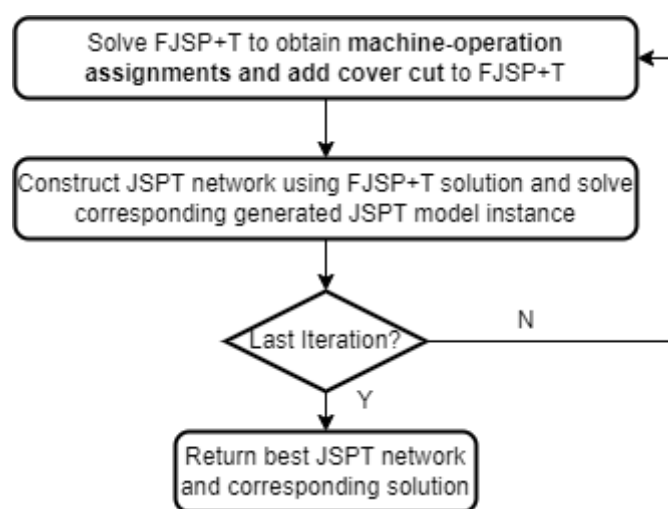 Solve FJSP+T to obtain machine-operation
assignments and add cover cut to FJSP+T
Construct JSPT network using FJSP+T solution and solve
corresponding generated JSPT model instance
Last Iteration?
N
Y
Return best JSPT network
and corresponding solution